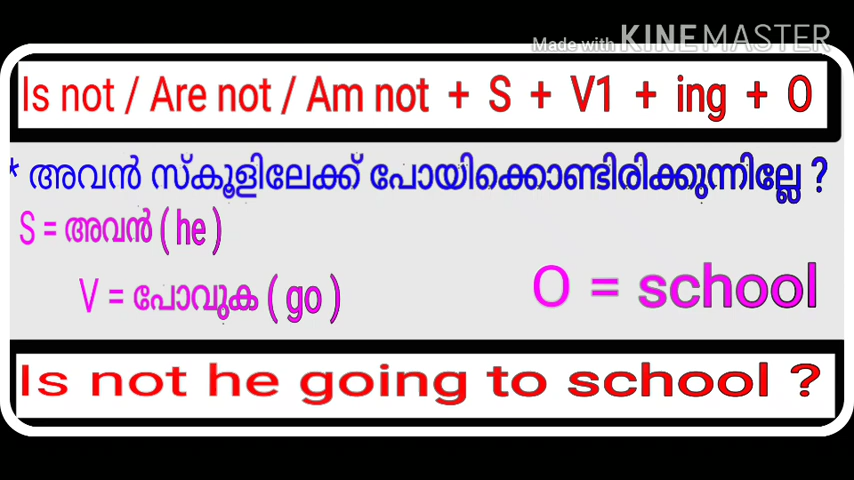 Made with KINEMASTER
Is not / Are not / Am not + S + V1 + ing + O
* അവൻ സ്കൂളിലേക്ക് പോയിക്കൊണ്ടിരിക്കുന്നില്ലേ ?
S = അവൻ ( he )
V = പോവുക ( go )
O = school
Is not he going to school ?